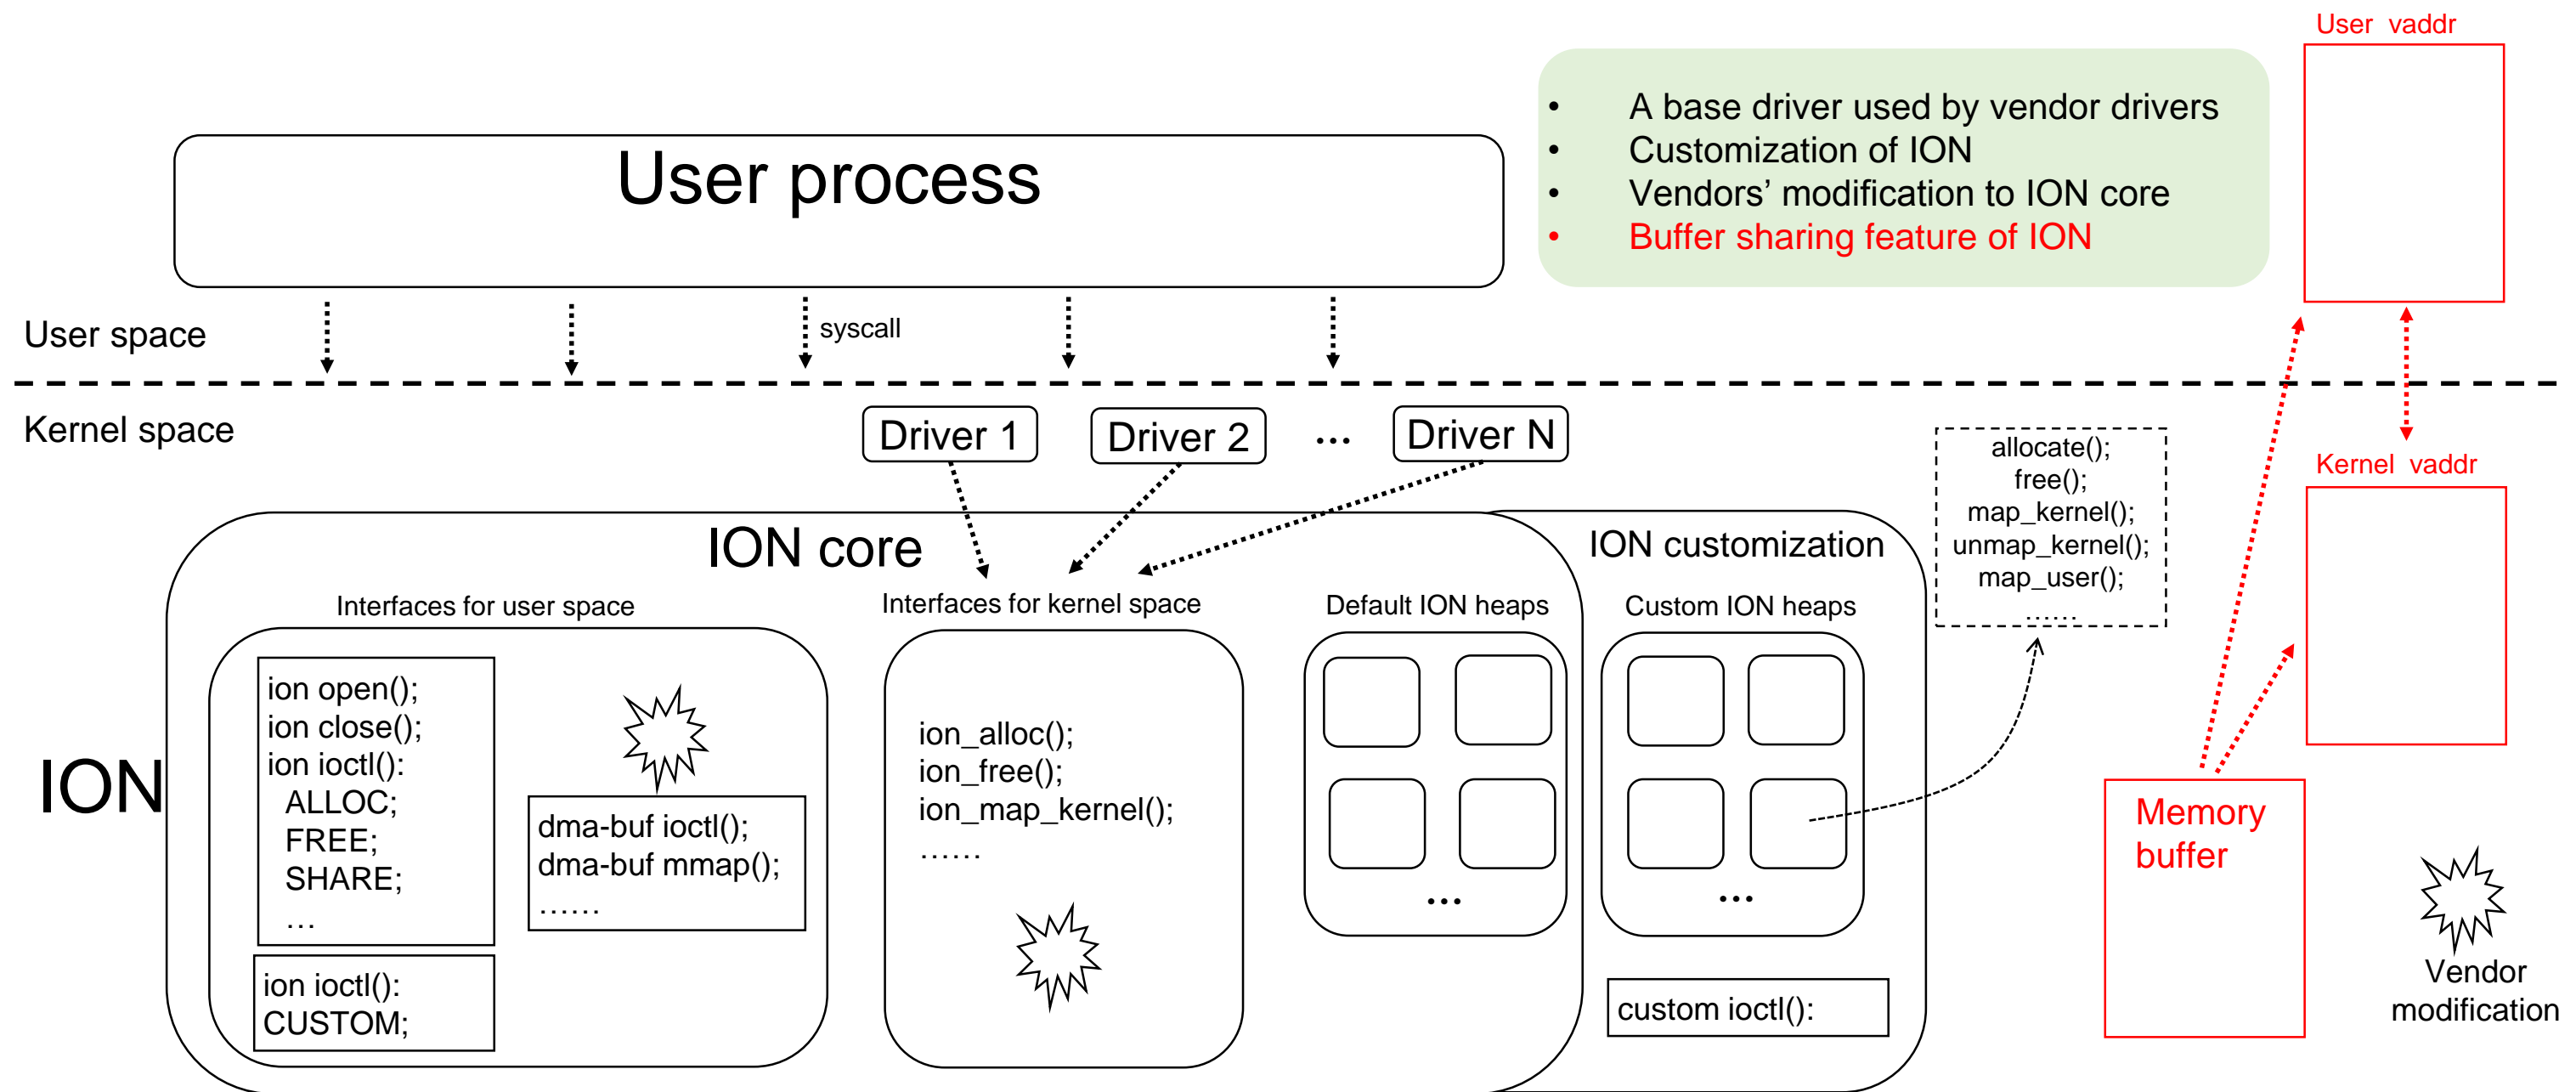 User vaddr
• A base driver used by vendor drivers
• Customization of ION
• Vendors’ modification to ION core
• Buffer sharing feature of ION
User process
User space
syscall
Kernel space
Driver 1
Driver 2
...
Driver N
allocate();
free();
map_kernel();
unmap_kernel();
map_user();
……
Kernel vaddr
ION
ION core
ION customization
Interfaces for user space
Interfaces for kernel space
Default ION heaps
Custom ION heaps
ion open();
ion close();
ion ioctl():
ALLOC;
FREE;
SHARE;
…
ion ioctl():
CUSTOM;
dma-buf ioctl();
dma-buf mmap();
……
ion_alloc();
ion_free();
ion_map_kernel();
……
...
...
custom ioctl():
Memory
buffer
Vendor
modification